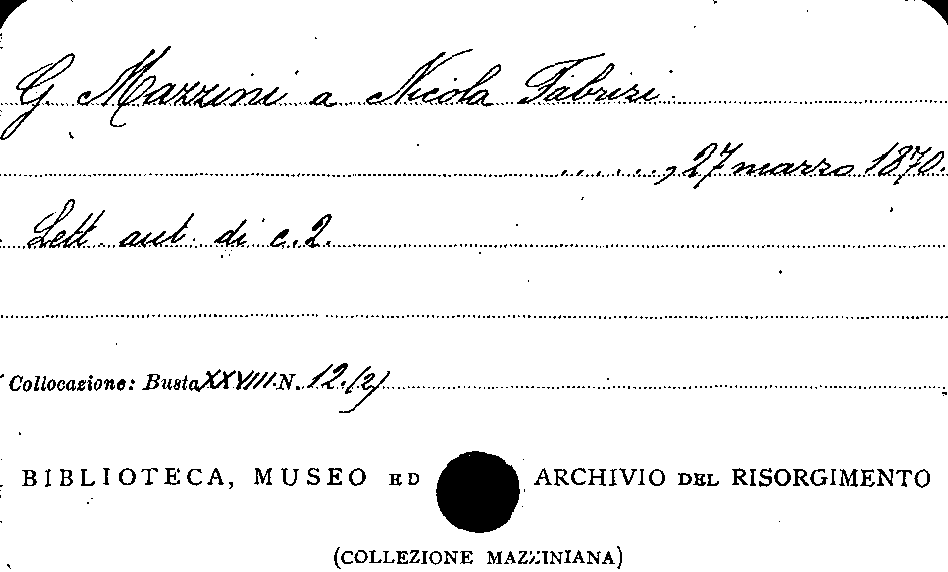 G. Mazzini a Nicola Fabrizi
......, 27 marzo 1870.
Lett. aut. di c. 2.
Collocazione: Busta XXVIII. N. 12. (2)
BIBLIOTECA, MUSEO ED ARCHIVIO DEL RISORGIMENTO
(COLLEZIONE MAZZINIANA)